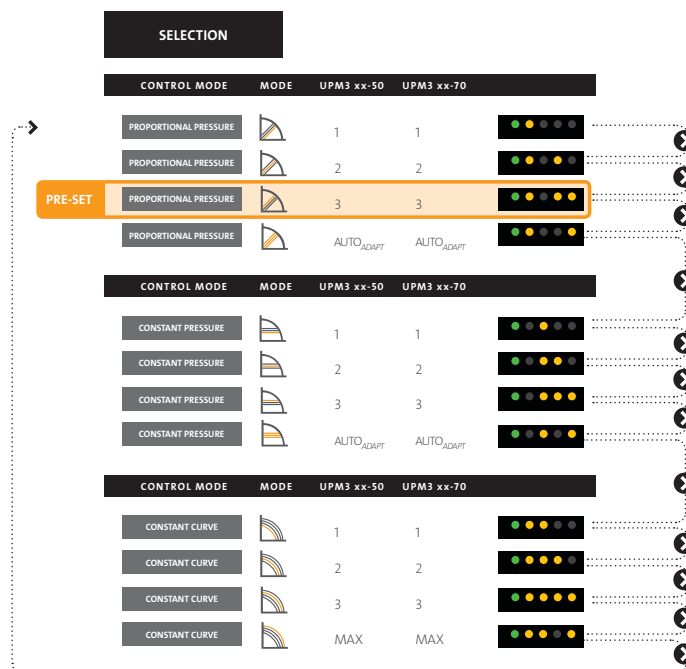 SELECTION
CONTROL MODE MODE UPM3 xx-50 UPM3 xx-70
PROPORTIONAL PRESSURE 1 1
PROPORTIONAL PRESSURE 2 2
PRE-SET PROPORTIONAL PRESSURE 3 3
PROPORTIONAL PRESSURE AUTOADAPT AUTOADAPT
CONTROL MODE MODE UPM3 xx-50 UPM3 xx-70
CONSTANT PRESSURE 1 1
CONSTANT PRESSURE 2 2
CONSTANT PRESSURE 3 3
CONSTANT PRESSURE AUTOADAPT AUTOADAPT
CONTROL MODE MODE UPM3 xx-50 UPM3 xx-70
CONSTANT CURVE 1 1
CONSTANT CURVE 2 2
CONSTANT CURVE 3 3
CONSTANT CURVE MAX MAX